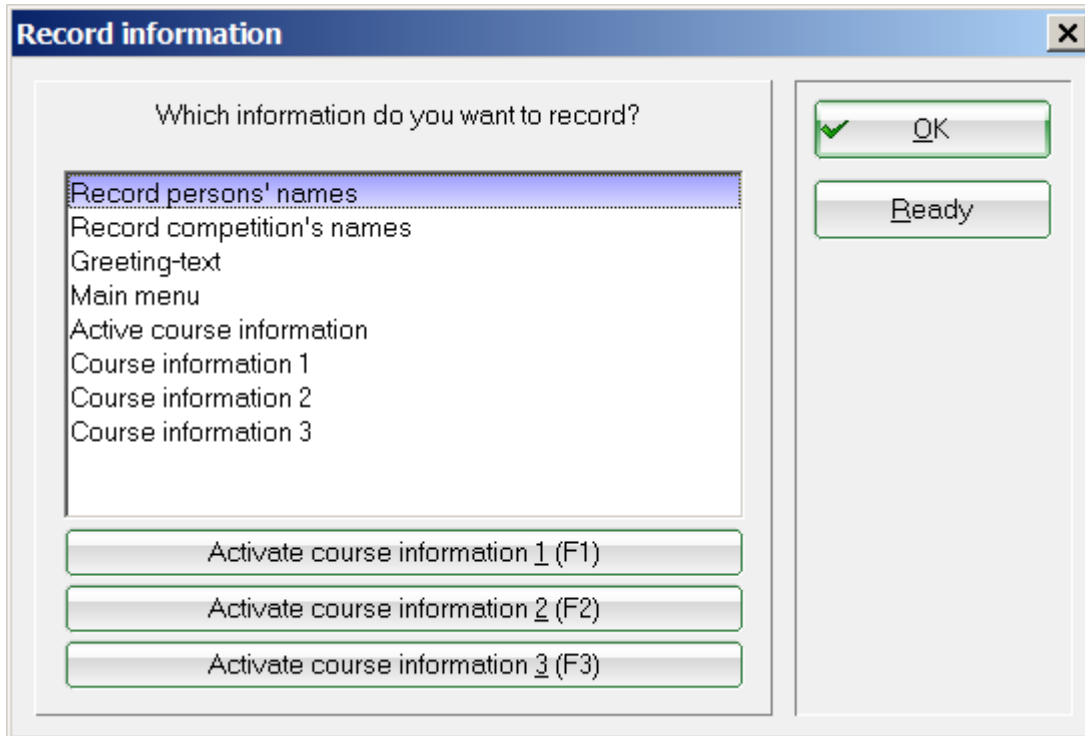 Record information
Which information do you want to record?
Record persons' names
Record competition's names
Greeting-text
Main menu
Active course information
Course information 1
Course information 2
Course information 3
Activate course information 1 (F1)
Activate course information 2 (F2)
Activate course information 3 (F3)
OK
Ready